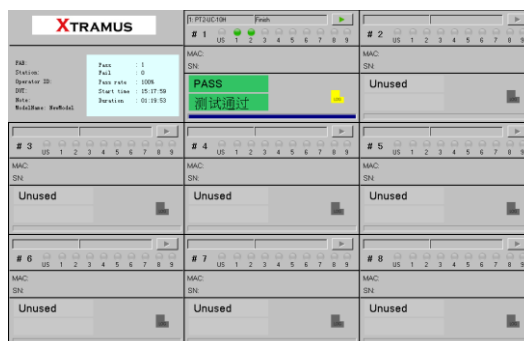 XTRAMUS
FAB:
Station:
Operator ID:
DUT:
Note:
ModelName: NewModel
Pass : 1
Fail : 0
Pass rate : 100%
Start time : 15:17:59
Duration : 01:19:53
1: PT2-UC-10H Finish
# 1 US 1 2 3 4 5 6 7 8 9
MAC:
SN:
PASS
测试通过
# 2 US 1 2 3 4 5 6 7 8 9
MAC:
SN:
Unused
# 3 US 1 2 3 4 5 6 7 8 9
MAC:
SN:
Unused
# 4 US 1 2 3 4 5 6 7 8 9
MAC:
SN:
Unused
# 5 US 1 2 3 4 5 6 7 8 9
MAC:
SN:
Unused
# 6 US 1 2 3 4 5 6 7 8 9
MAC:
SN:
Unused
# 7 US 1 2 3 4 5 6 7 8 9
MAC:
SN:
Unused
# 8 US 1 2 3 4 5 6 7 8 9
MAC:
SN:
Unused